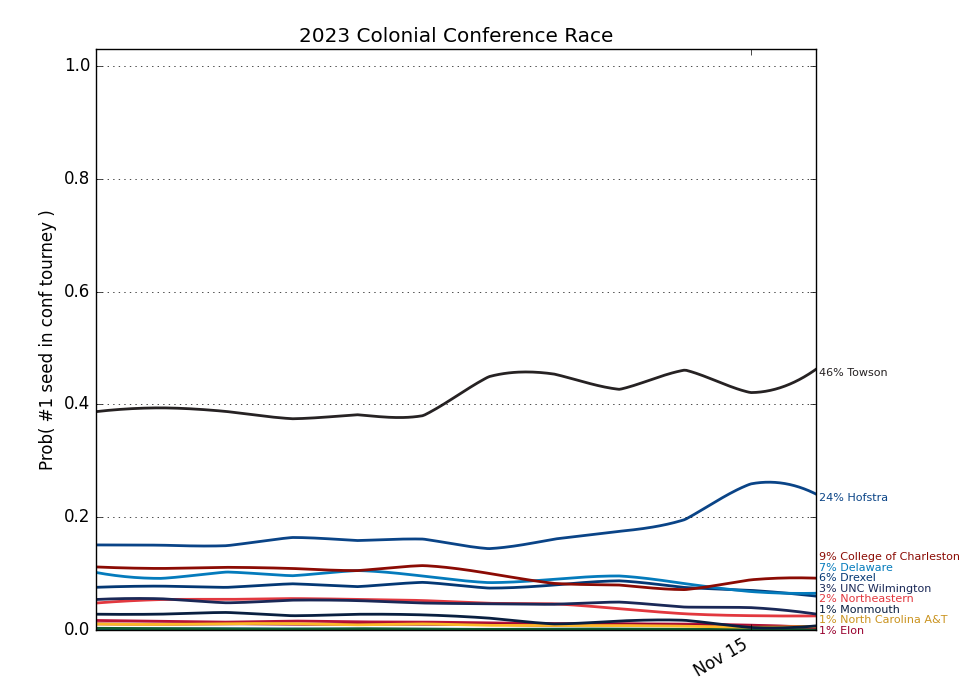 2023 Colonial Conference Race
Prob( #1 seed in conf tourney )
1.0
0.8
0.6
0.4
0.2
0.0
Nov 15
46% Towson
24% Hofstra
9% College of Charleston
7% Delaware
6% Drexel
3% UNC Wilmington
2% Northeastern
1% Monmouth
1% North Carolina A&T
1% Elon